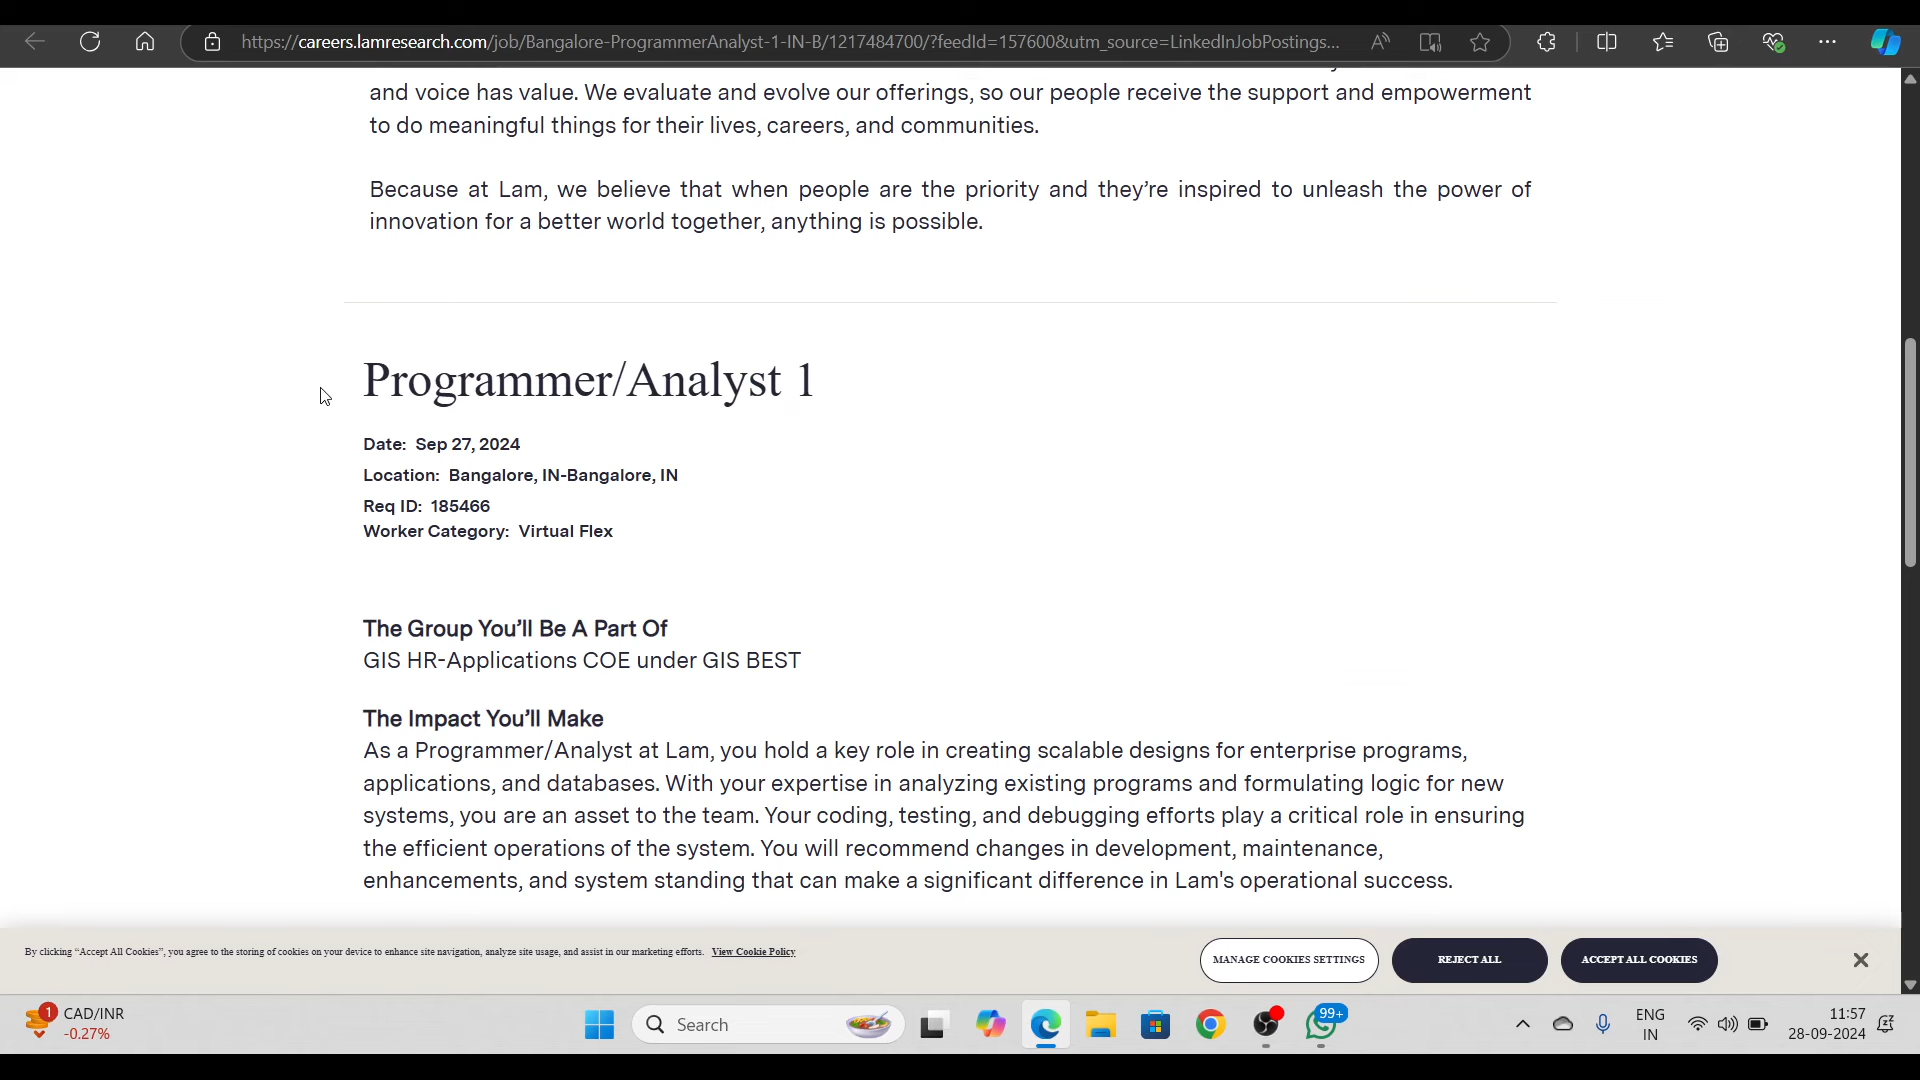 https://careers.lamresearch.com/job/Bangalore-ProgrammerAnalyst-1-IN-B/1217484700/?feedId=157600&utm_source=LinkedInJobPostings...
and voice has value. We evaluate and evolve our offerings, so our people receive the support and empowerment
to do meaningful things for their lives, careers, and communities.
Because at Lam, we believe that when people are the priority and they’re inspired to unleash the power of
innovation for a better world together, anything is possible.
Programmer/Analyst 1
Date: Sep 27, 2024
Location: Bangalore, IN-Bangalore, IN
Req ID: 185466
Worker Category: Virtual Flex
The Group You’ll Be A Part Of
GIS HR-Applications COE under GIS BEST
The Impact You’ll Make
As a Programmer/Analyst at Lam, you hold a key role in creating scalable designs for enterprise programs,
applications, and databases. With your expertise in analyzing existing programs and formulating logic for new
systems, you are an asset to the team. Your coding, testing, and debugging efforts play a critical role in ensuring
the efficient operations of the system. You will recommend changes in development, maintenance,
enhancements, and system standing that can make a significant difference in Lam's operational success.
By clicking “Accept All Cookies”, you agree to the storing of cookies on your device to enhance site navigation, analyze site usage, and assist in our marketing efforts. View Cookie Policy
MANAGE COOKIES SETTINGS
REJECT ALL
ACCEPT ALL COOKIES
1
CAD/INR
-0.27%
Search
99+
ENG
IN
11:57
28-09-2024